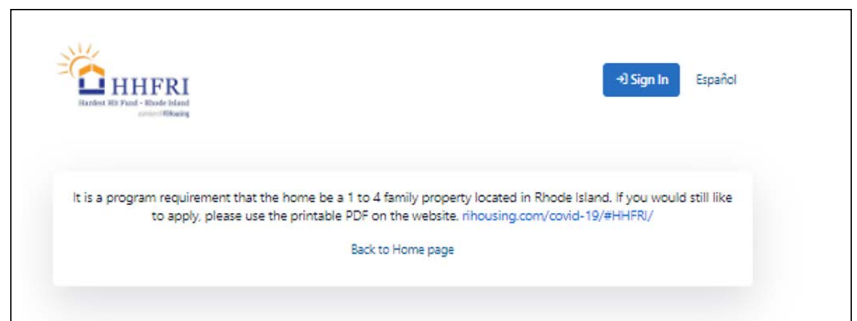 HHFRI
Hardest Hit Fund - Rhode Island
Sign In
Español
It is a program requirement that the home be a 1 to 4 family property located in Rhode Island. If you would still like
to apply, please use the printable PDF on the website. rihousing.com/covid-19/#HHFRI/
Back to Home page